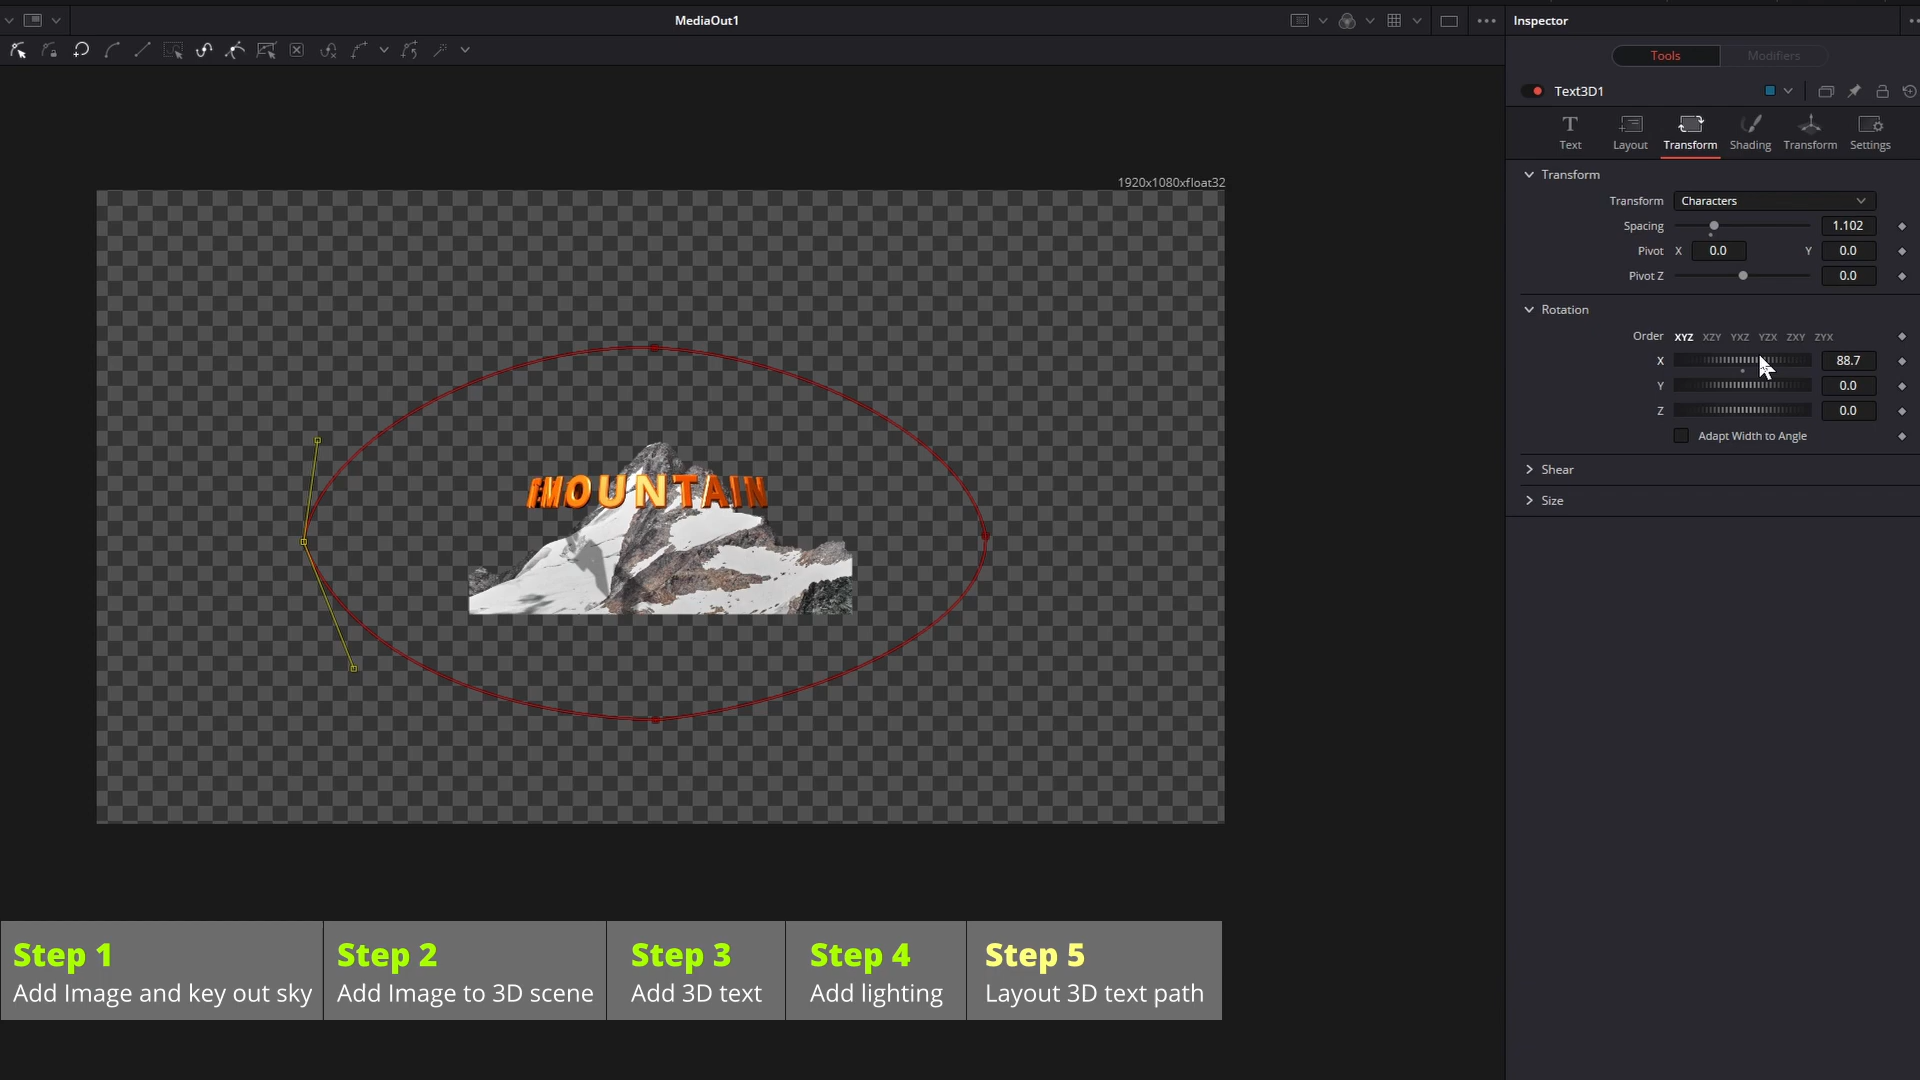 MediaOut1
Inspector
Tools
Modifiers
Text3D1
Text
Layout
Transform
Shading
Transform
Settings
Transform
Transform Characters
Spacing 1.102
Pivot X 0.0 Y 0.0
Pivot Z 0.0
Rotation
Order XYZ XZY YXZ YZX ZXY ZYX
X 88.7
Y 0.0
Z 0.0
Adapt Width to Angle
Shear
Size
1920x1080xfloat32
MOUNTAIN
Step 1
Add Image and key out sky
Step 2
Add Image to 3D scene
Step 3
Add 3D text
Step 4
Add lighting
Step 5
Layout 3D text path